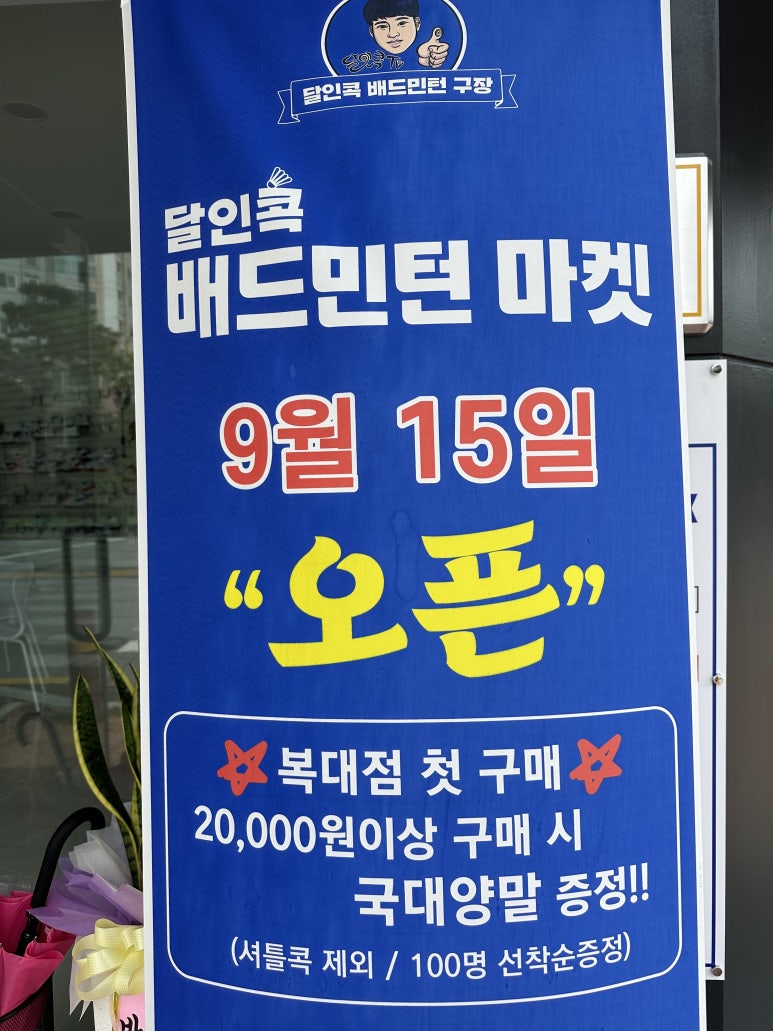 달인콕TV
달인콕 배드민턴 구장
달인콕
배드민턴 마켓
9월 15일
“오픈”
복대점 첫 구매
20,000원이상 구매 시
국대양말 증정!!
(셔틀콕 제외 / 100명 선착순증정)